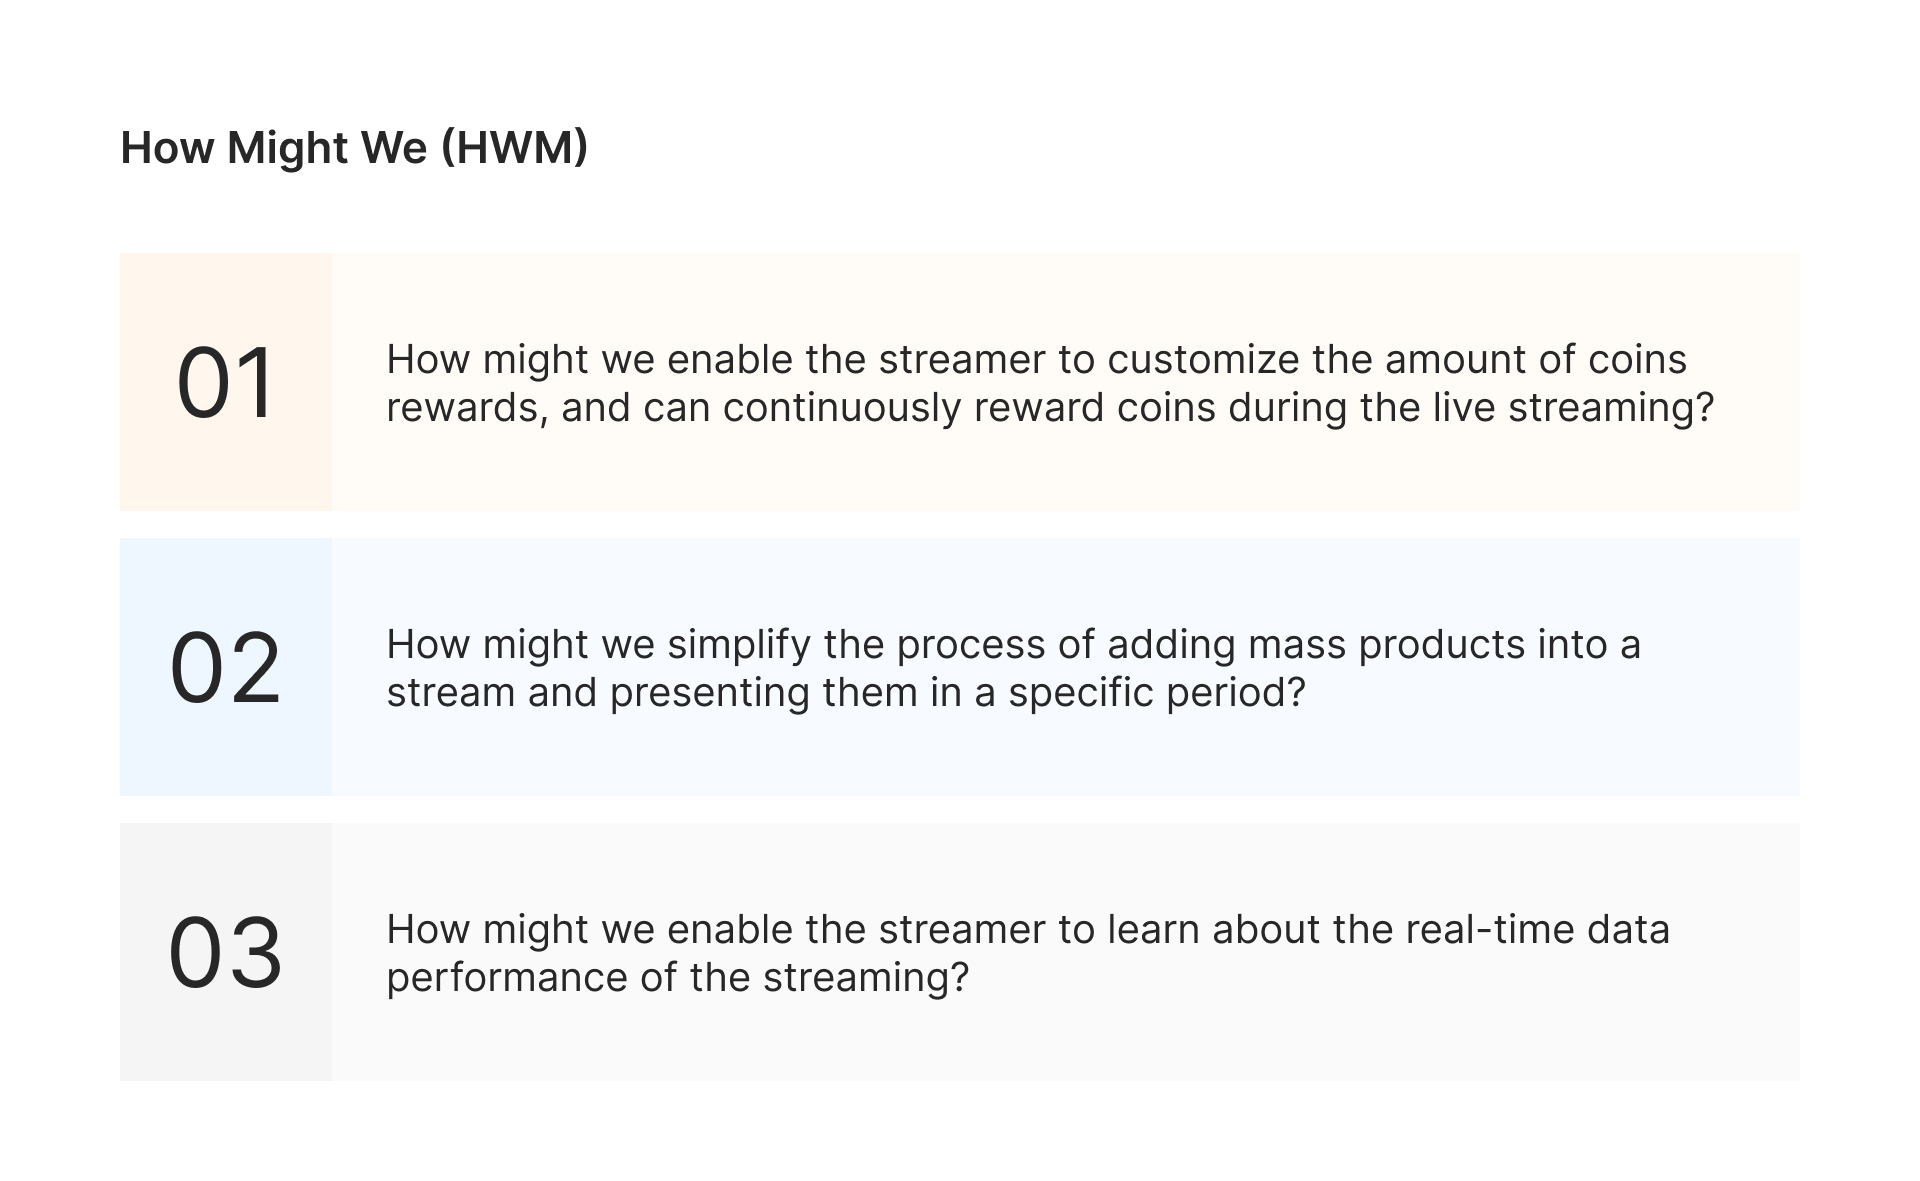 How Might We (HWM)
01
How might we enable the streamer to customize the amount of coins
rewards, and can continuously reward coins during the live streaming?
02
How might we simplify the process of adding mass products into a
stream and presenting them in a specific period?
03
How might we enable the streamer to learn about the real-time data
performance of the streaming?